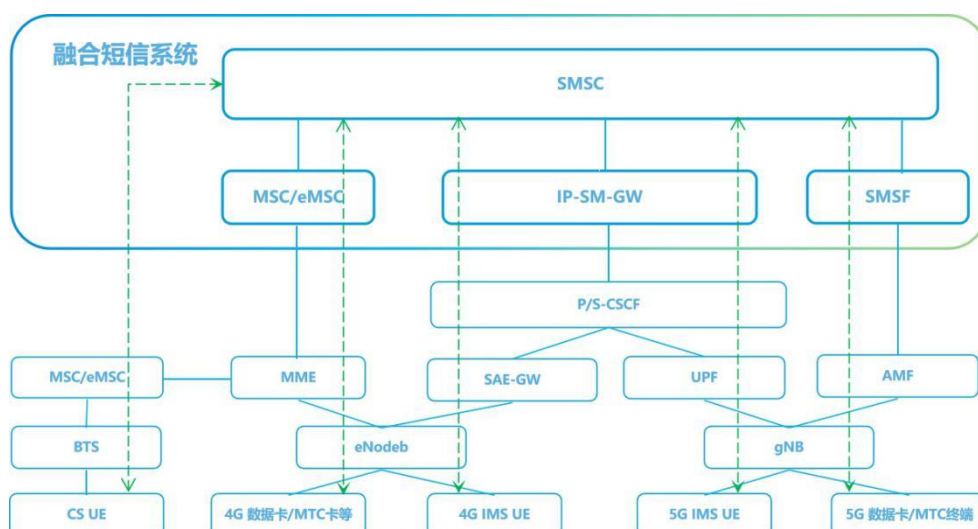 融合短信系统
SMSC
MSC/eMSC
IP-SM-GW
SMSF
P/S-CSCF
MSC/eMSC
MME
SAE-GW
UPF
AMF
BTS
eNodeb
gNB
CS UE
4G 数据卡/MTC卡等
4G IMS UE
5G IMS UE
5G 数据卡/MTC终端